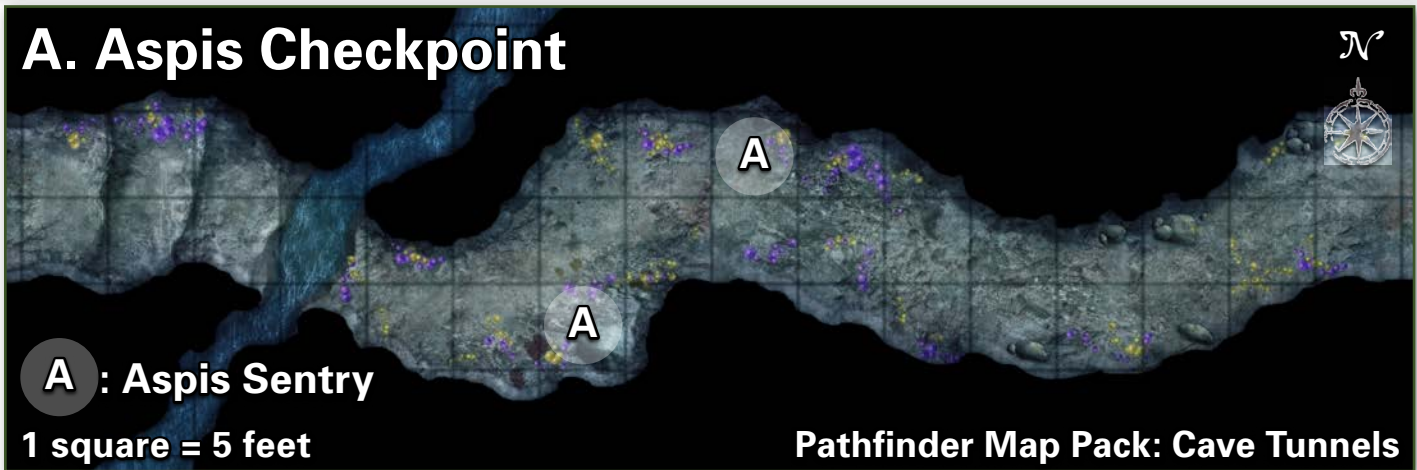 A. Aspis Checkpoint
N
A
A
A : Aspis Sentry
1 square = 5 feet
Pathfinder Map Pack: Cave Tunnels